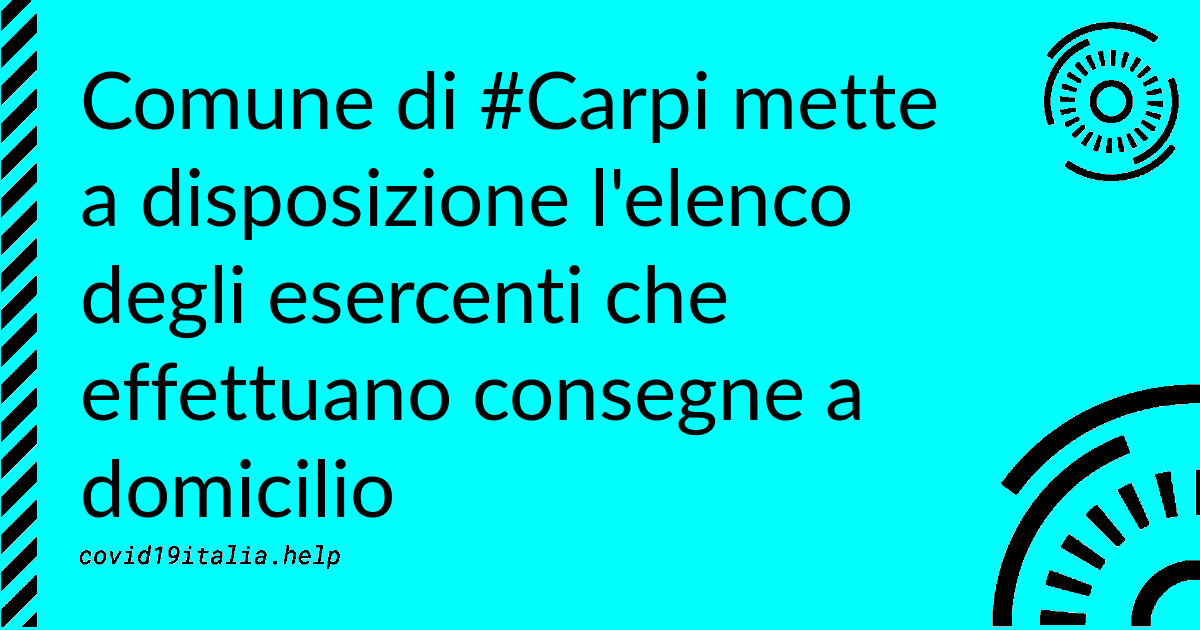 Comune di #Carpi mette
a disposizione l'elenco
degli esercenti che
effettuano consegne a
domicilio
covid19italia.help